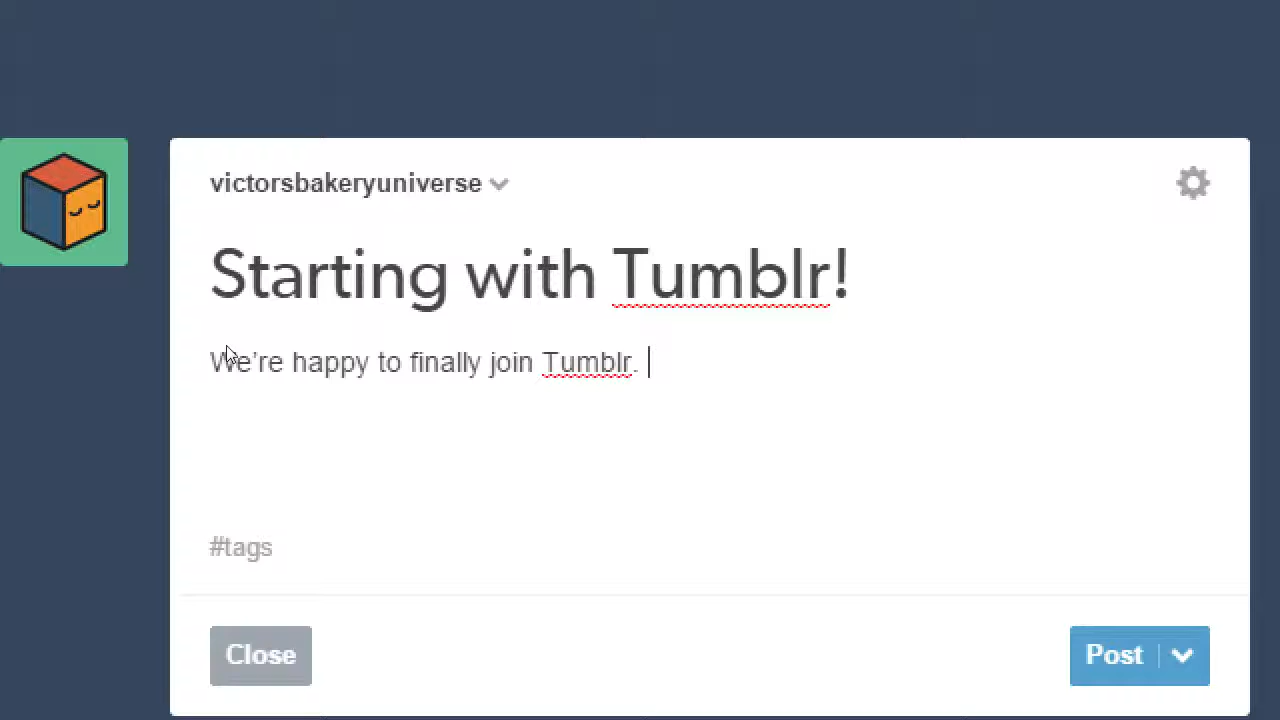 victorsbakeryuniverse
Starting with Tumblr!
We're happy to finally join Tumblr.
#tags
Close
Post